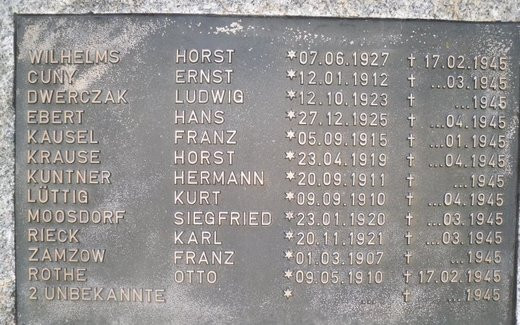 WILHELMS HORST *07.06.1927 † 17.02.1945
CUNY ERNST *12.01.1912 † ...03.1945
DWERCZAK LUDWIG *12.10.1923 † ...1945
EBERT HANS *27.12.1925 † ...04.1945
KAUSEL FRANZ *05.09.1915 † ...01.1945
KRAUSE HORST *23.04.1919 † ...04.1945
KUNTNER HERMANN *20.09.1911 † ...1945
LÜTTIG KURT *09.09.1910 † ...04.1945
MOOSDORF SIEGFRIED *23.01.1920 † ...03.1945
RIECK KARL *20.11.1921 † ...03.1945
ZAMZOW FRANZ *01.03.1907 † ...1945
ROTHE OTTO *09.05.1910 † 17.02.1945
2 UNBEKANNTE * ... † ...1945